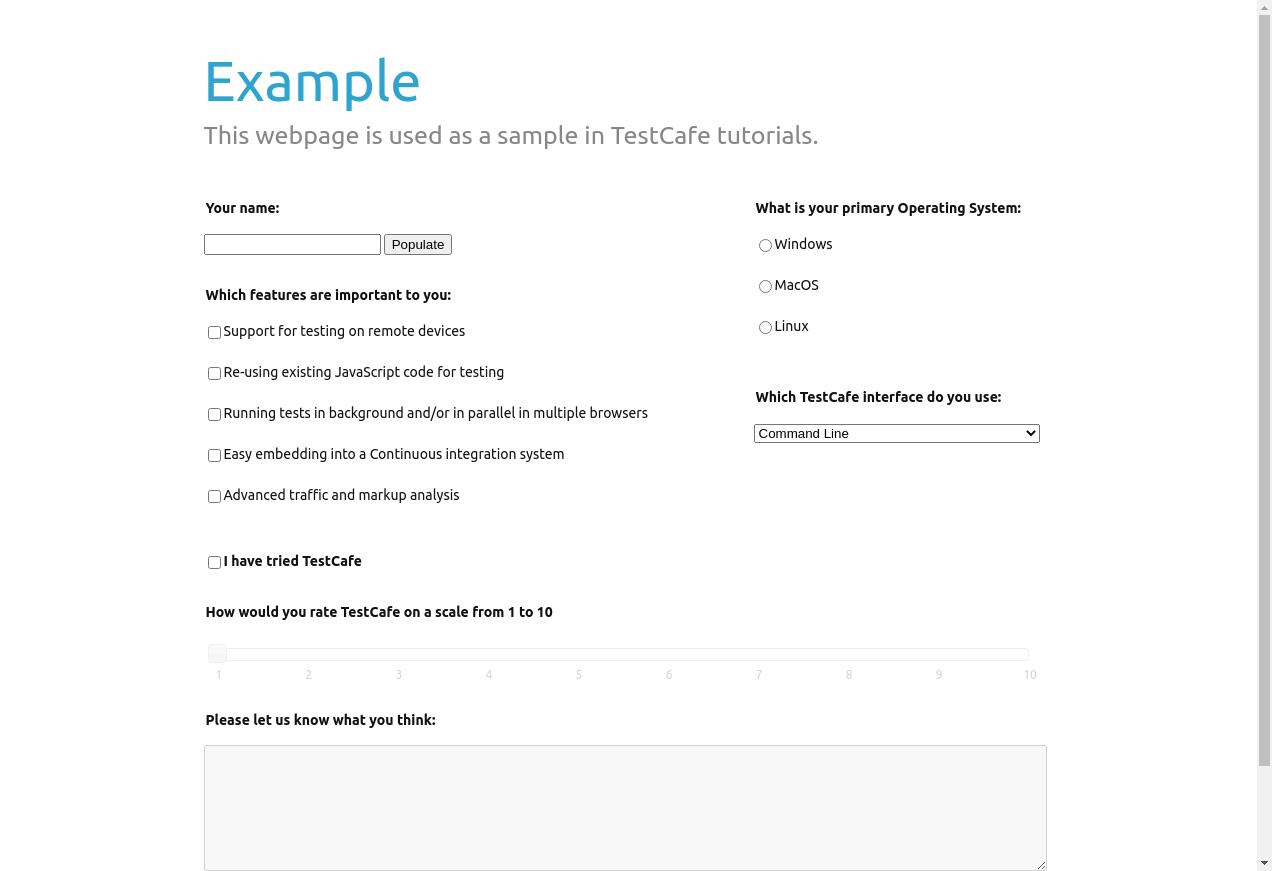 Example
This webpage is used as a sample in TestCafe tutorials.
Your name:
Populate
Which features are important to you:
Support for testing on remote devices
Re-using existing JavaScript code for testing
Running tests in background and/or in parallel in multiple browsers
Easy embedding into a Continuous integration system
Advanced traffic and markup analysis
What is your primary Operating System:
Windows
MacOS
Linux
Which TestCafe interface do you use:
Command Line
I have tried TestCafe
How would you rate TestCafe on a scale from 1 to 10
1 2 3 4 5 6 7 8 9 10
Please let us know what you think: